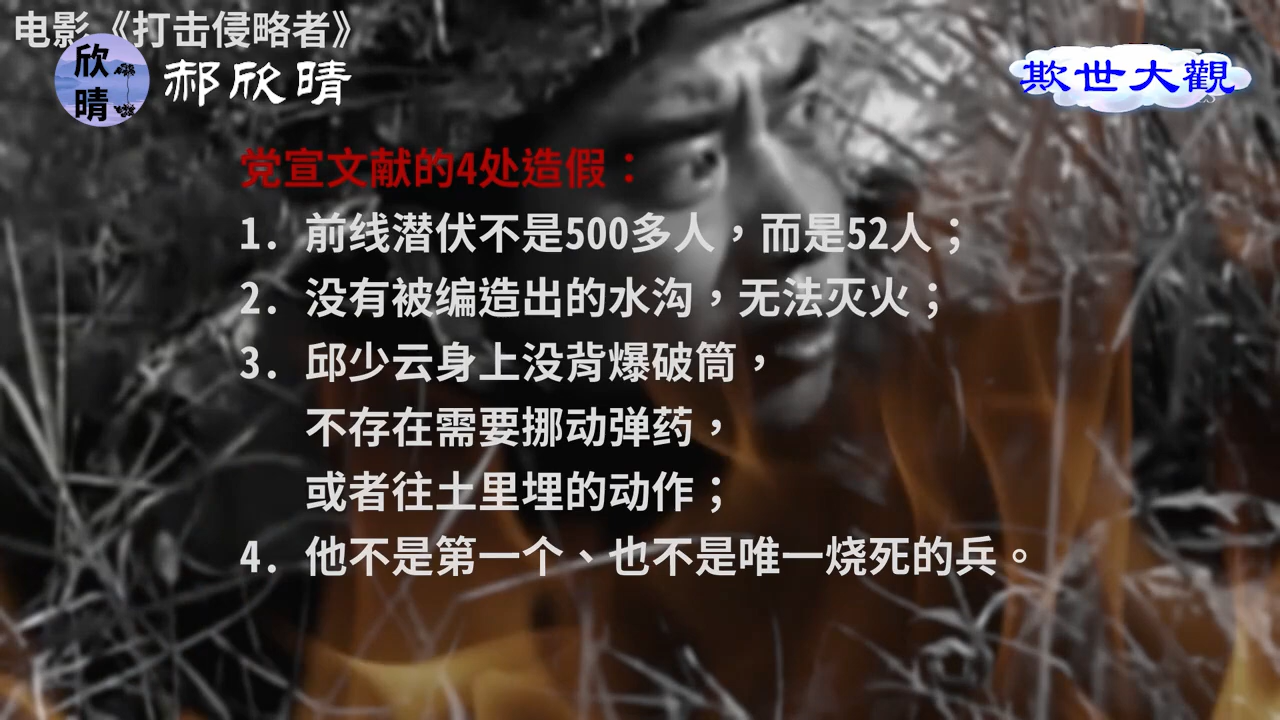 电影《打击侵略者》
欣晴
郝欣晴
欺世大觀
党宣文献的4处造假：
1. 前线潜伏不是500多人，而是52人；
2. 没有被编造出的水沟，无法灭火；
3. 邱少云身上没背爆破筒，
不存在需要挪动弹药，
或者往土里埋的动作；
4. 他不是第一个、也不是唯一烧死的兵。